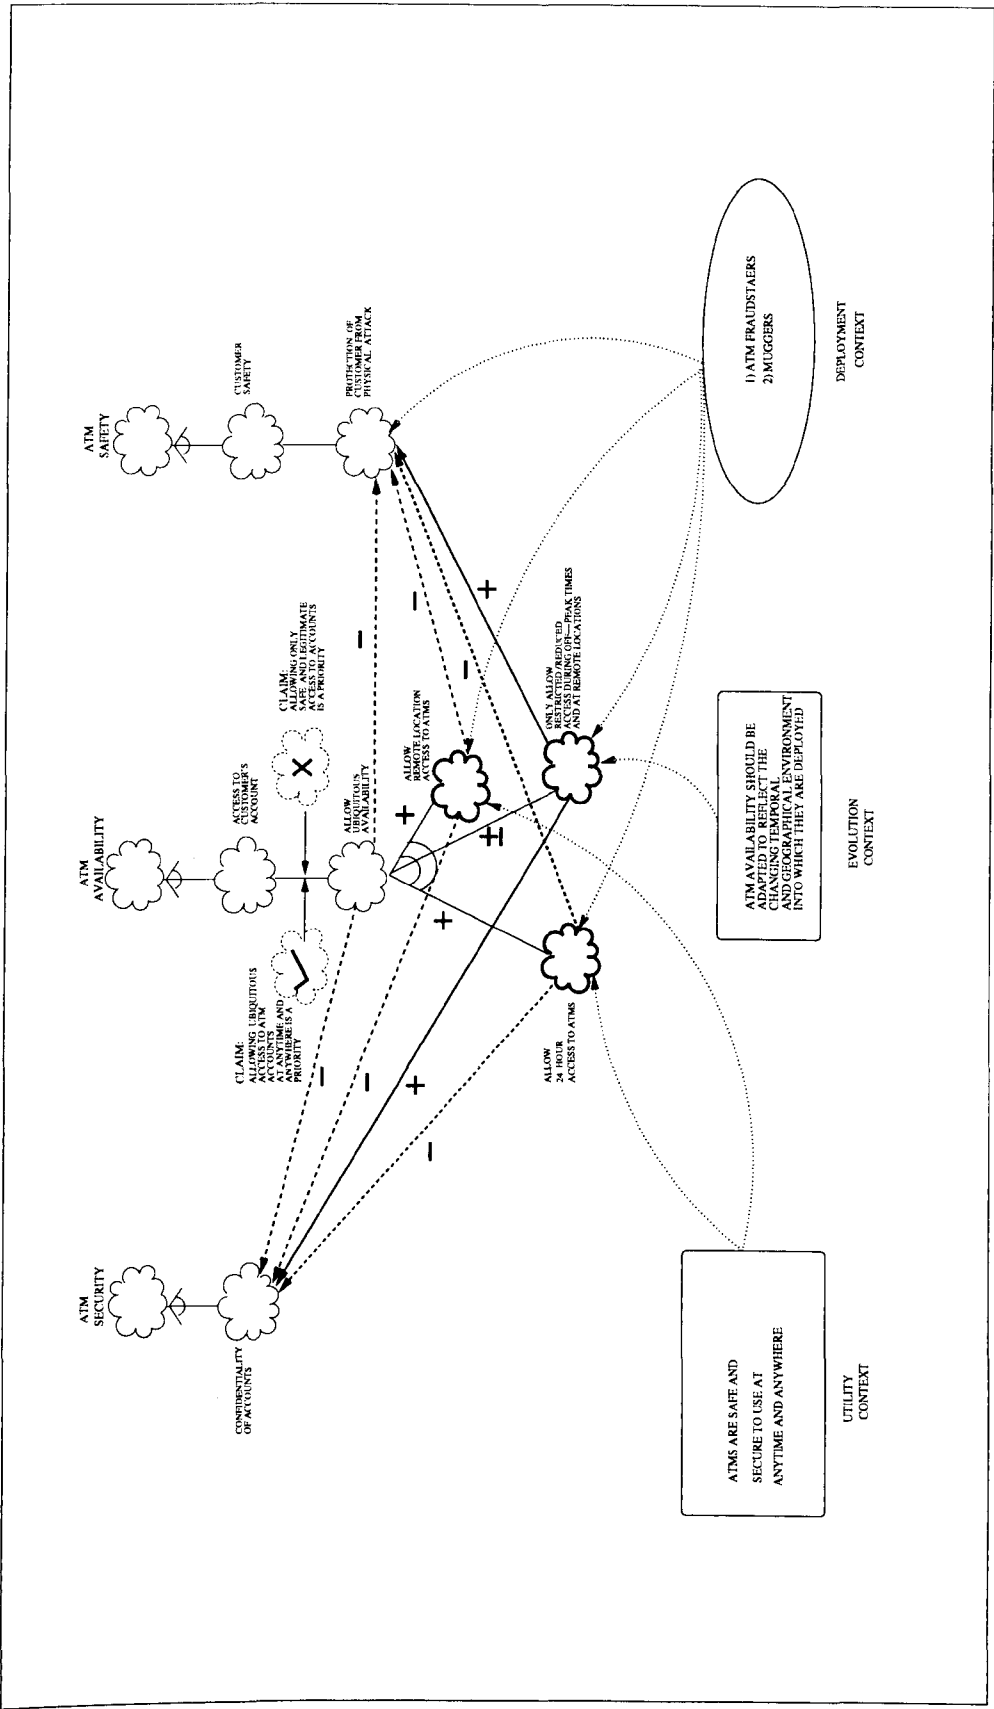 ATM
SECURITY
CONFIDENTIALITY
OF ACCOUNTS
ATM
AVAILABILITY
ACCESS TO
CUSTOMER'S
ACCOUNT
CLAIM:
ALLOWING UBIQUITOUS
ACCESS TO ATM
ACCOUNTS
AT ANYTIME AND
ANYWHERE IS A
PRIORITY
CLAIM:
ALLOWING ONLY
SAFE AND LEGITIMATE
ACCESS TO ACCOUNTS
IS A PRIORITY
X
ALLOW
UBIQUITOUS
AVAILABILITY
ATM
SAFETY
CUSTOMER
SAFETY
PROTECTION OF
CUSTOMER FROM
PHYSICAL ATTACK
ALLOW
REMOTE LOCATION
ACCESS TO ATMS
ALLOW
24 HOUR
ACCESS TO ATMS
ONLY ALLOW
RESTRICTED/REDUCED
ACCESS DURING OFF—PEAK TIMES
AND AT REMOTE LOCATIONS
−
−
+
−
+
+
±
−
−
−
+
ATMS ARE SAFE AND
SECURE TO USE AT
ANYTIME AND ANYWHERE
UTILITY
CONTEXT
ATM AVAILABILITY SHOULD BE
ADAPTED TO REFLECT THE
CHANGING TEMPORAL
AND GEOGRAPHICAL ENVIRONMENT
INTO WHICH THEY ARE DEPLOYED
EVOLUTION
CONTEXT
1) ATM FRAUDSTAERS
2) MUGGERS
DEPLOYMENT
CONTEXT